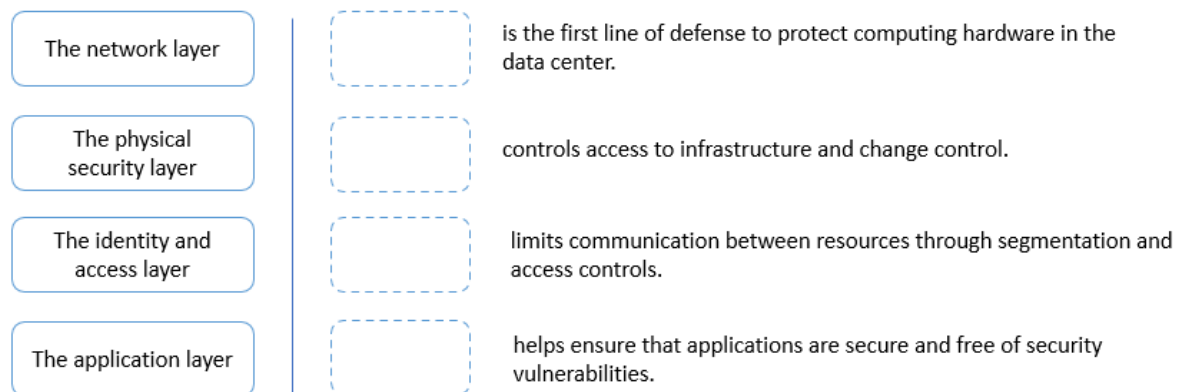 The network layer
is the first line of defense to protect computing hardware in the
data center.
The physical
security layer
controls access to infrastructure and change control.
The identity and
access layer
limits communication between resources through segmentation and
access controls.
The application layer
helps ensure that applications are secure and free of security
vulnerabilities.